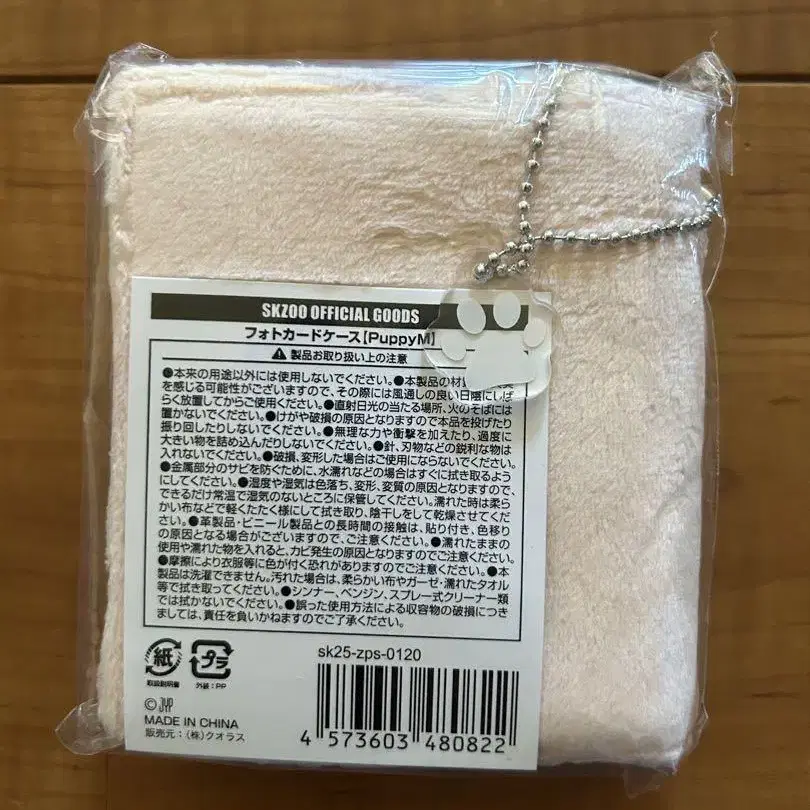 SKZOO OFFICIAL GOODS
フォトカードケース【PuppyM】
製品お取り扱い上の注意
●本来の用途以外には使用しないでください。●本製品の材質
を感じる可能性がございますので、その際には風通しの良い日陰にしば
らく放置してからご使用ください。●直射日光の当たる場所、火のそばには
置かないでください。●けがや破損の原因となりますので本品を投げたり
振り回したりしないでください。●無理な力や衝撃を加えたり、過度に
大きい物を詰め込んだりしないでください。●針、刃物などの鋭利な物は
入れないでください。●破損、変形した場合はご使用にならないでください。
●金属部分のサビを防ぐために、水濡れなどの場合はすぐに拭き取るよう
にしてください。●湿度や湿気は色落ち、変形、変質の原因となりますので、
できるだけ常温で湿気のないところに保管してください。濡れた時は柔ら
かい布などで軽くたたく様にして拭き取り、陰干しをして乾燥させてくだ
さい。●革製品・ビニール製品との長時間の接触は、貼り付き、色移り
の原因となる場合がございますので、ご注意ください。●濡れたままの
使用や濡れた物を入れると、カビ発生の原因となりますのでご注意ください。
●摩擦により衣服等に色が付く恐れがありますのでご注意ください。●本
製品は洗濯できません。汚れた場合は、柔らかい布やガーゼ・濡れたタオル
等で拭き取ってください。●シンナー、ベンジン、スプレー式クリーナー類
では拭かないでください。●誤った使用方法による収容物の破損につき
ましては、責任を負いかねますのでご了承ください。
紙
プラ
取扱説明書
外装:PP
sk25-zps-0120
© JYP
MADE IN CHINA
販売元:(株)クオラス
4 573603 480822